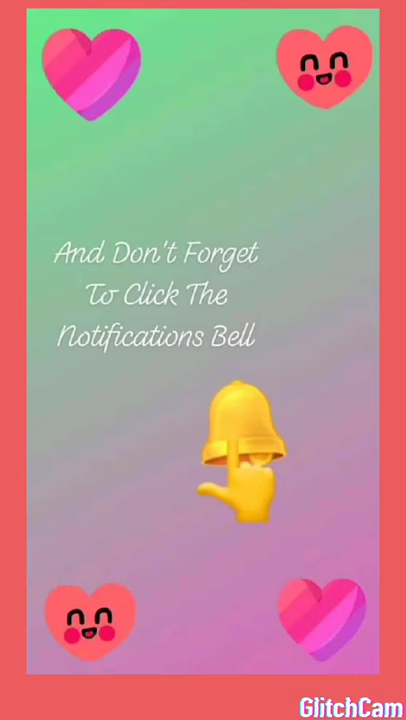 And Don't Forget
To Click The
Notifications Bell
GlitchCam